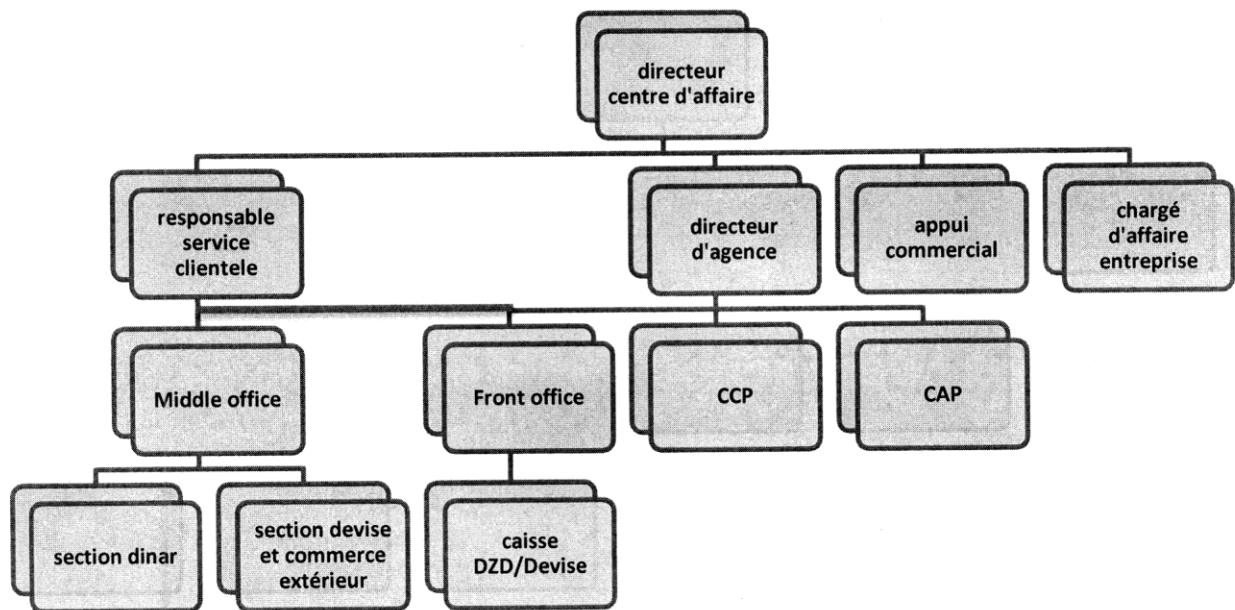 directeur
centre d'affaire
responsable
service
clientele
directeur
d'agence
appui
commercial
chargé
d'affaire
entreprise
Middle office
Front office
CCP
CAP
section dinar
section devise
et commerce
extérieur
caisse
DZD/Devise